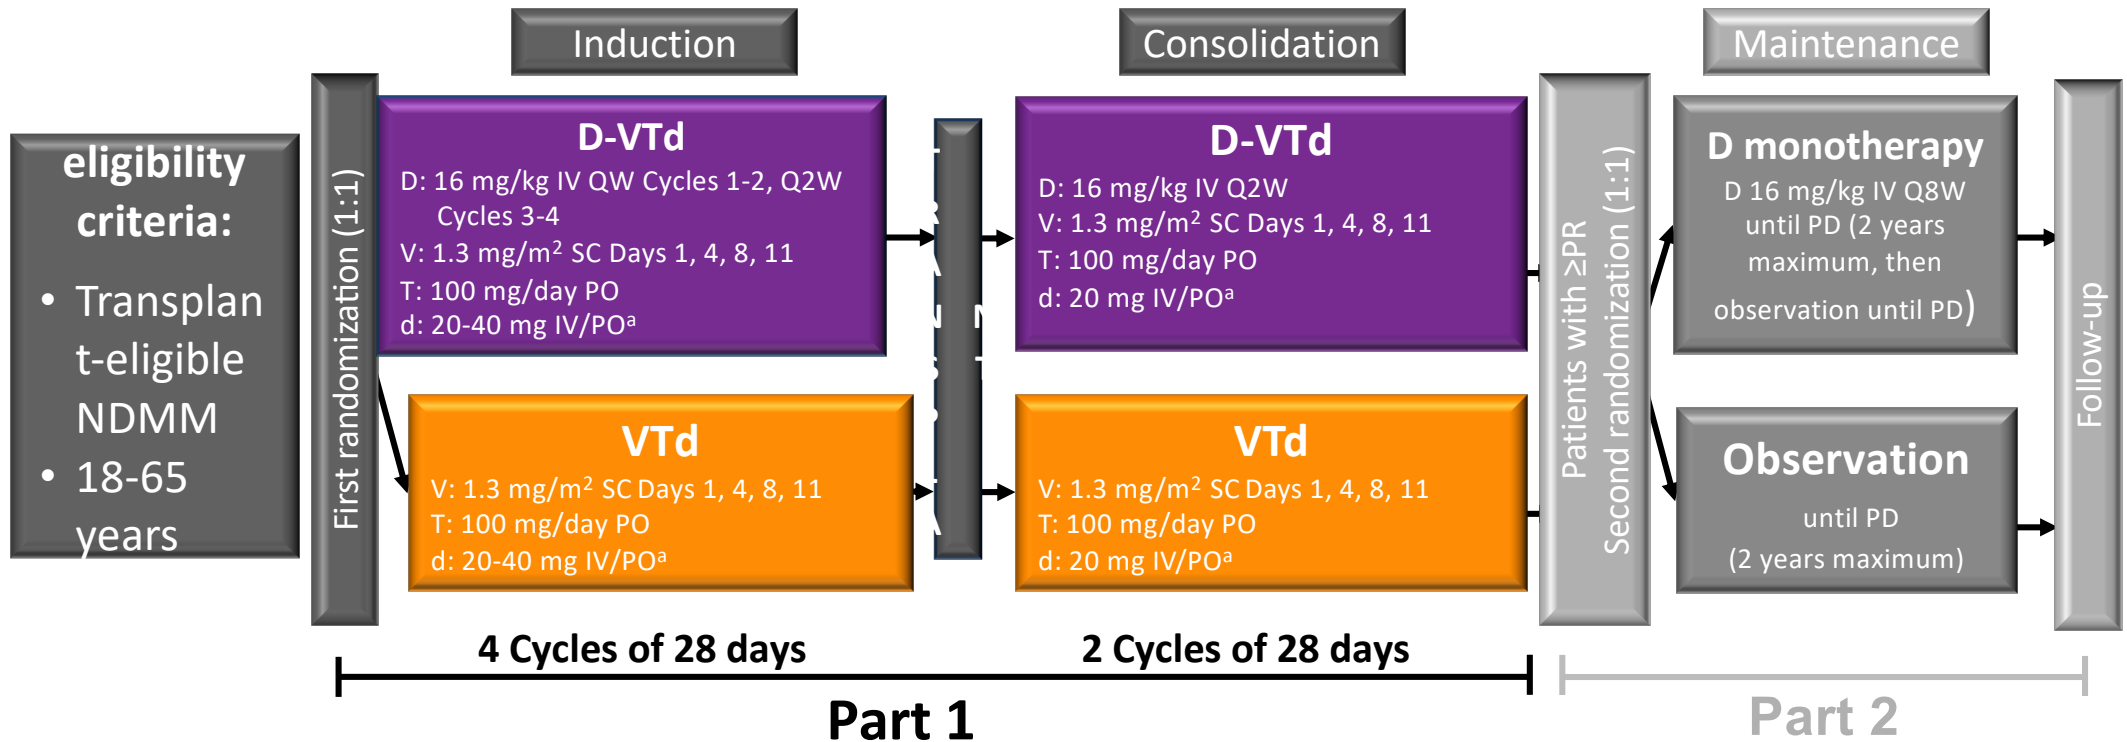 Induction
Consolidation
Maintenance
eligibility
criteria:
• Transplan
t-eligible
NDMM
• 18-65
years
First randomization (1:1)
D-VTd
D: 16 mg/kg IV QW Cycles 1-2, Q2W
Cycles 3-4
V: 1.3 mg/m² SC Days 1, 4, 8, 11
T: 100 mg/day PO
d: 20-40 mg IV/POᵃ
VTd
V: 1.3 mg/m² SC Days 1, 4, 8, 11
T: 100 mg/day PO
d: 20-40 mg IV/POᵃ
D-VTd
D: 16 mg/kg IV Q2W
V: 1.3 mg/m² SC Days 1, 4, 8, 11
T: 100 mg/day PO
d: 20 mg IV/POᵃ
VTd
V: 1.3 mg/m² SC Days 1, 4, 8, 11
T: 100 mg/day PO
d: 20 mg IV/POᵃ
Patients with ≥PR
Second randomization (1:1)
D monotherapy
D 16 mg/kg IV Q8W
until PD (2 years
maximum, then
observation until PD)
Observation
until PD
(2 years maximum)
Follow-up
4 Cycles of 28 days
2 Cycles of 28 days
Part 1
Part 2